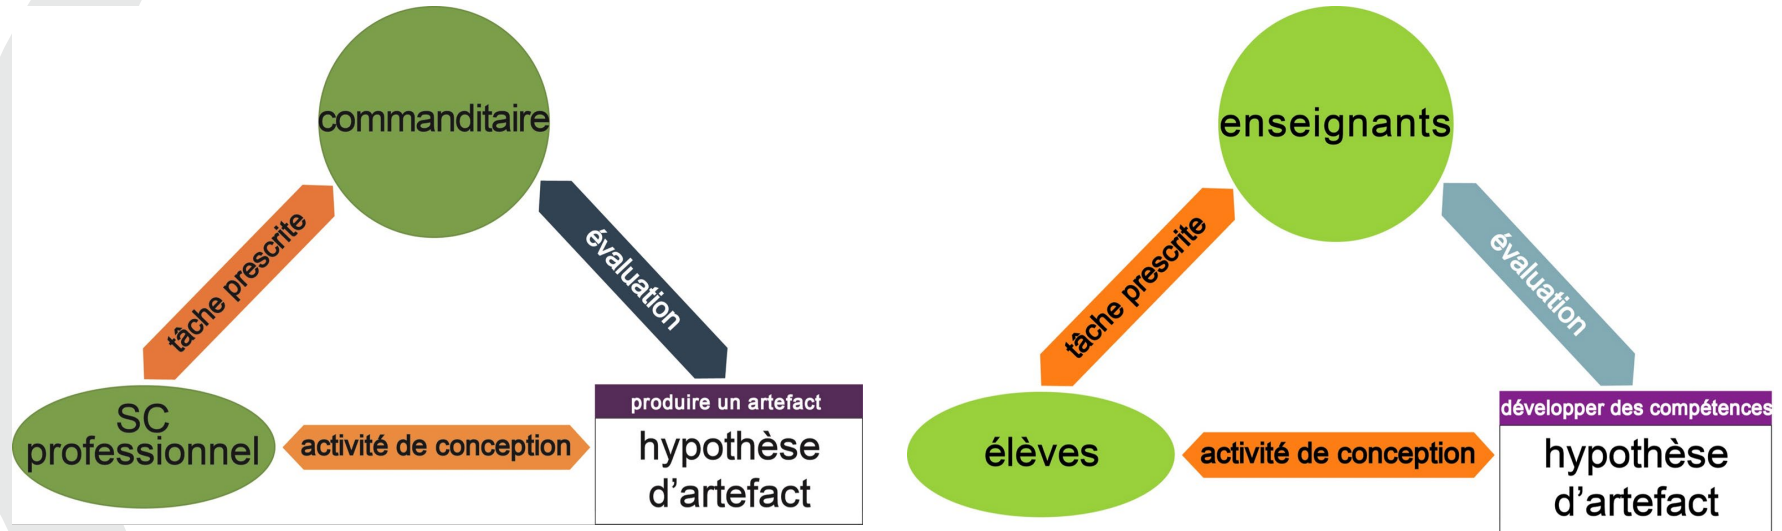 commanditaire
tâche prescrite
évaluation
SC
professionnel
activité de conception
produire un artefact
hypothèse
d'artefact
enseignants
tâche prescrite
évaluation
élèves
activité de conception
développer des compétences
hypothèse
d'artefact